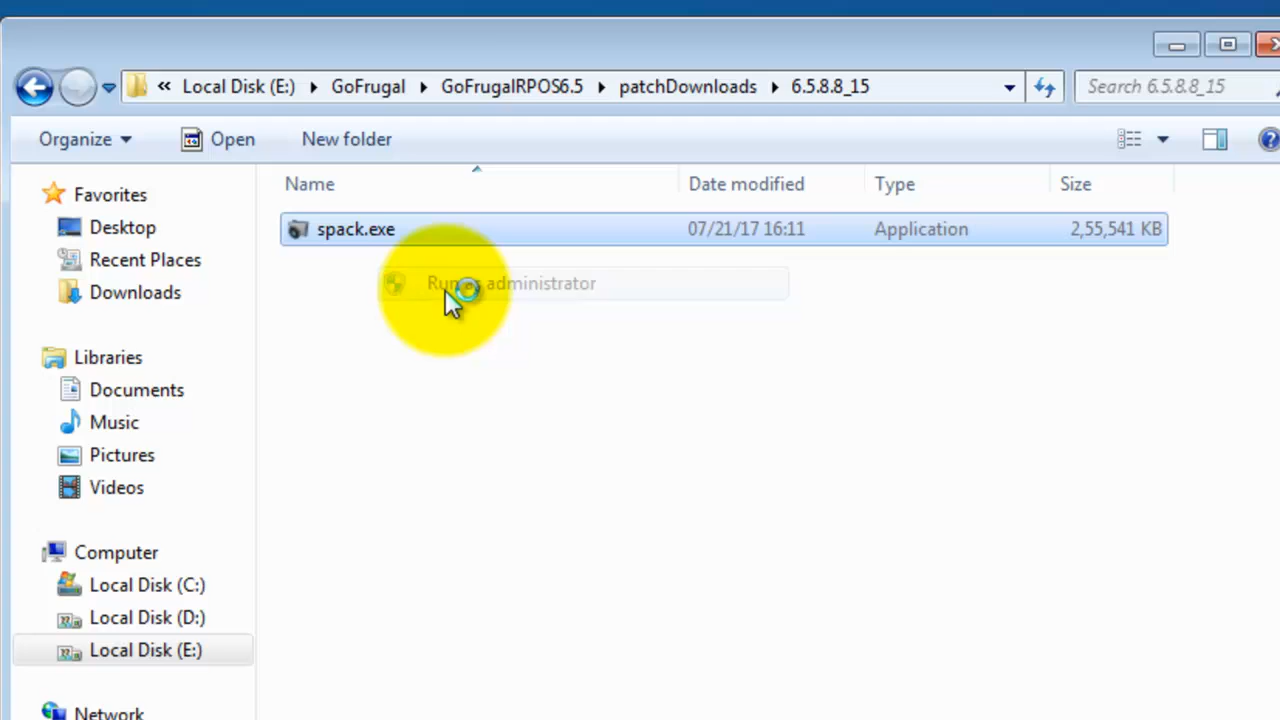 « Local Disk (E:) GoFrugal GoFrugalRPOS6.5 patchDownloads 6.5.8.8_15 Search 6.5.8.8_15
Organize Open New folder
Name Date modified Type Size
spack.exe 07/21/17 16:11 Application 2,55,541 KB
Run as administrator
Favorites
Desktop
Recent Places
Downloads
Libraries
Documents
Music
Pictures
Videos
Computer
Local Disk (C:)
Local Disk (D:)
Local Disk (E:)
Network